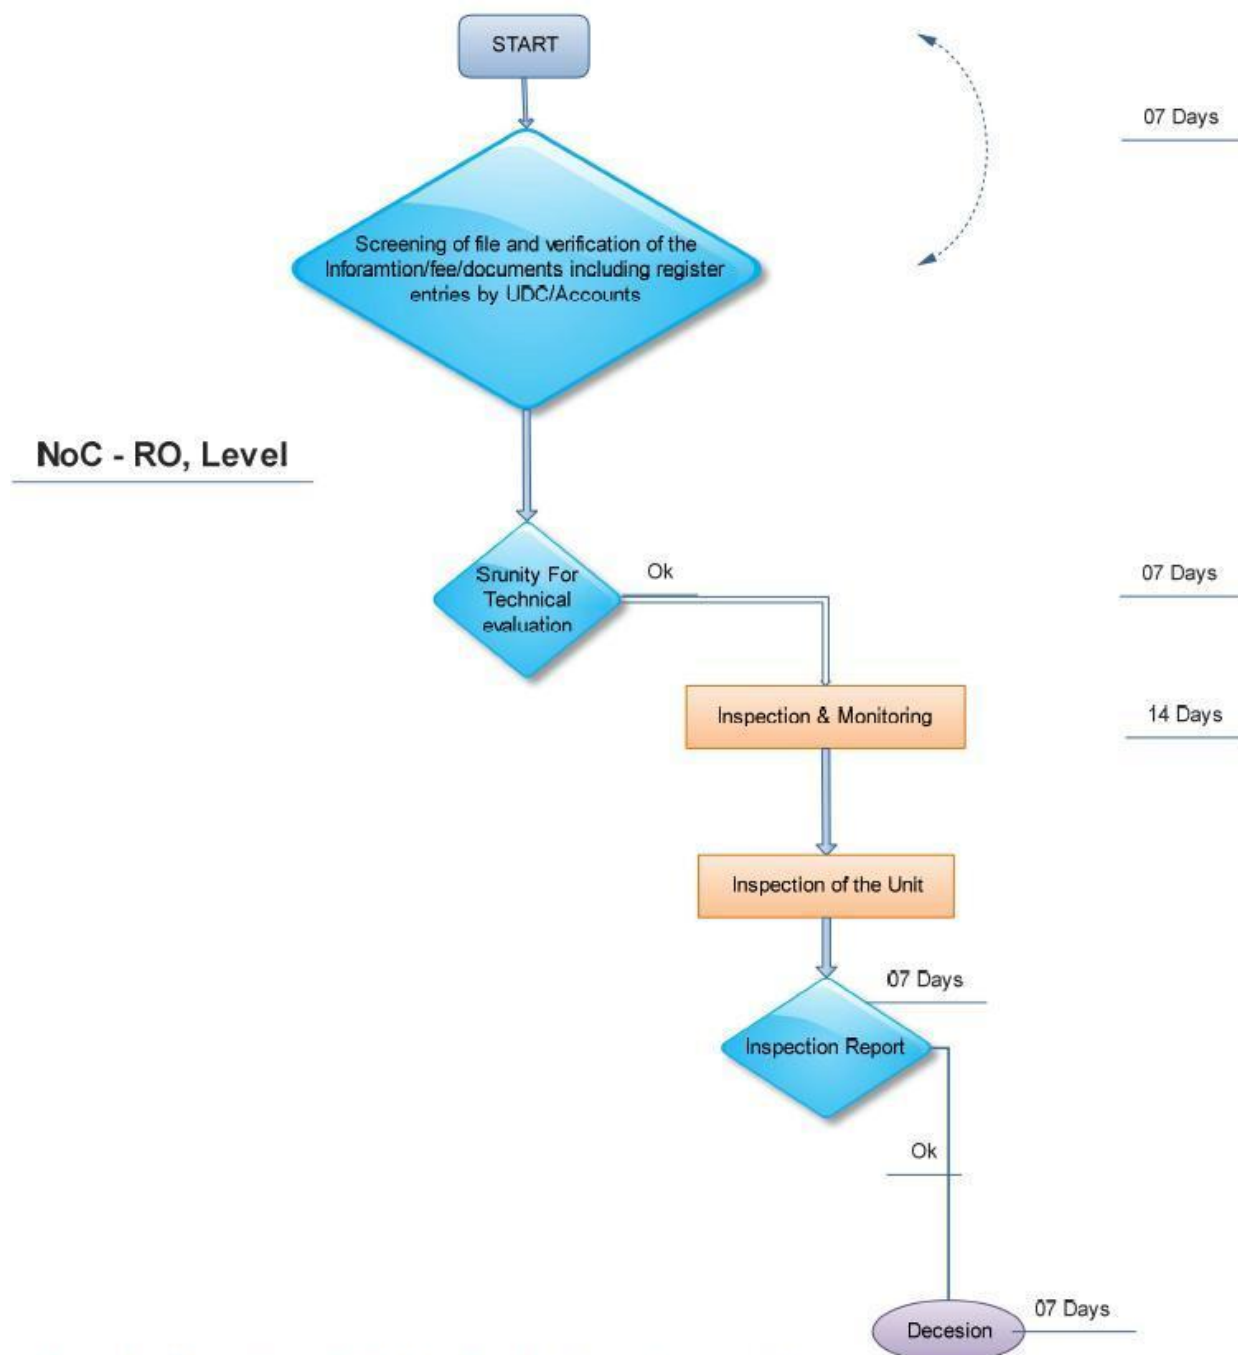 START
07 Days
Screening of file and verification of the
Inforamtion/fee/documents including register
entries by UDC/Accounts
NoC - RO, Level
Srunity For
Technical
evaluation
Ok
07 Days
Inspection & Monitoring
14 Days
Inspection of the Unit
07 Days
Inspection Report
Ok
07 Days
Decesion